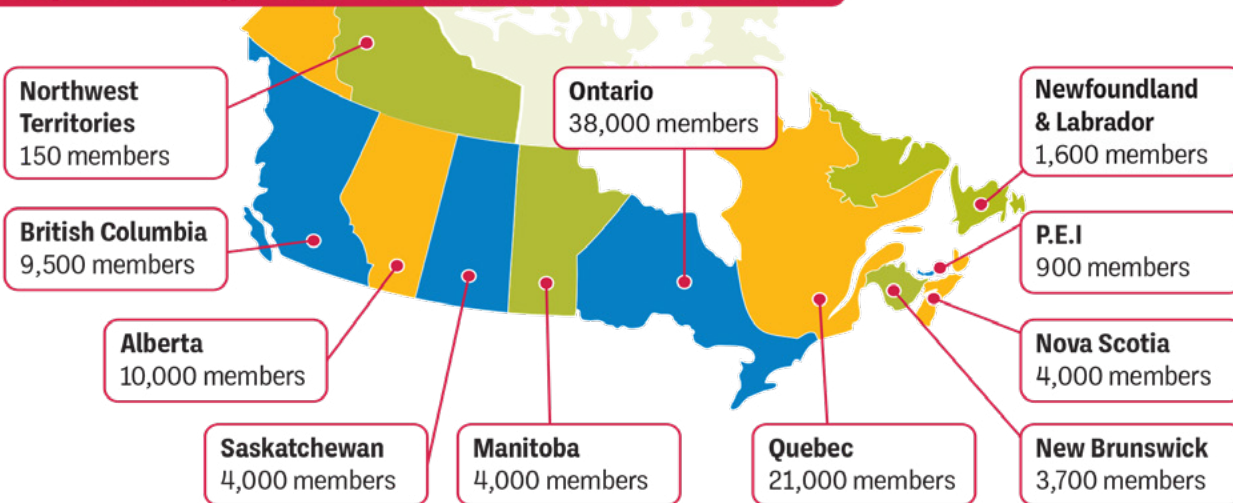 Northwest
Territories
150 members
Ontario
38,000 members
Newfoundland
& Labrador
1,600 members
British Columbia
9,500 members
P.E.I
900 members
Alberta
10,000 members
Nova Scotia
4,000 members
Saskatchewan
4,000 members
Manitoba
4,000 members
Quebec
21,000 members
New Brunswick
3,700 members